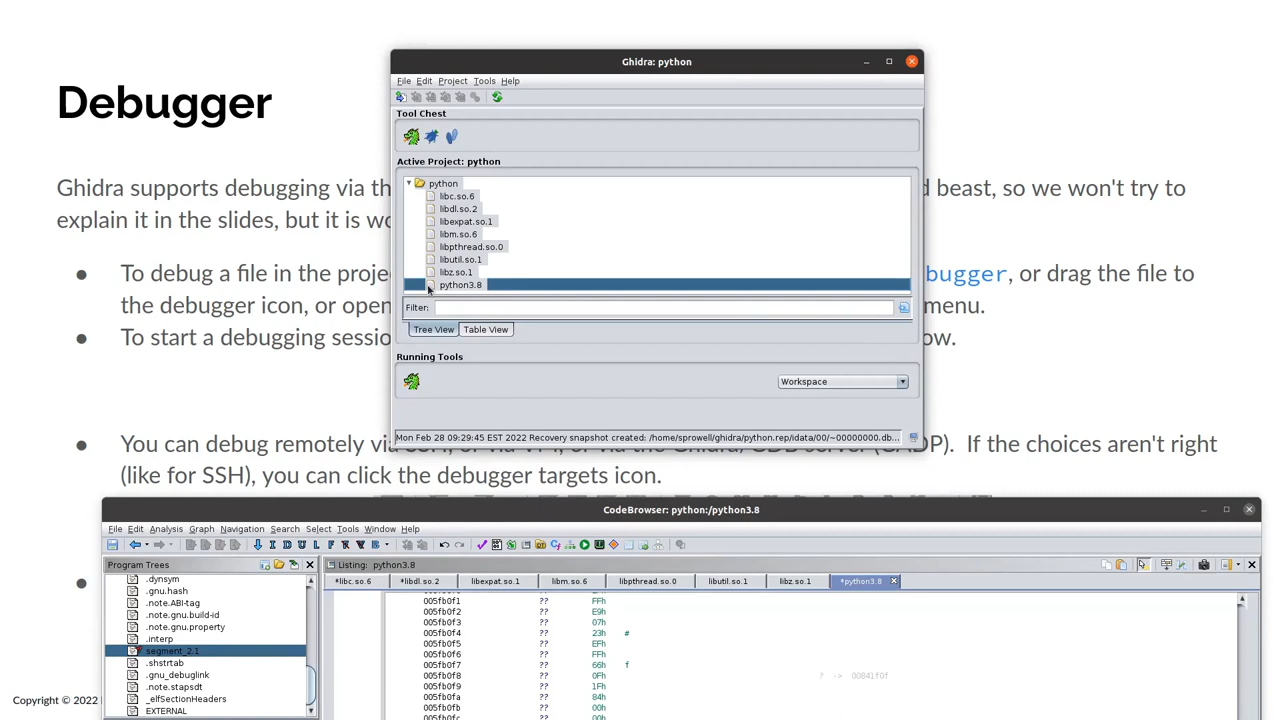 Debugger
Ghidra supports debugging via th
d beast, so we won't try to
explain it in the slides, but it is wo
To debug a file in the proje
bugger, or drag the file to
the debugger icon, or open
menu.
To start a debugging sessio
ow.
You can debug remotely via
If the choices aren't right
(like for SSH), you can click the debugger targets icon.
Copyright © 2022
Ghidra: python
File Edit Project Tools Help
Tool Chest
Active Project: python
python
libc.so.6
libdl.so.2
libexpat.so.1
libm.so.6
libpthread.so.0
libutil.so.1
libz.so.1
python3.8
Filter:
Tree View Table View
Running Tools
Workspace
Mon Feb 28 09:29:45 EST 2022 Recovery snapshot created: /home/sprowell/ghidra/python.rep/idata/00/~00000000.db...
CodeBrowser: python:/python3.8
File Edit Analysis Graph Navigation Search Select Tools Window Help
I D U L F R V B
Program Trees
Listing: python3.8
*libc.so.6 *libdl.so.2 libexpat.so.1 libm.so.6 libpthread.so.0 libutil.so.1 libz.so.1 *python3.8
.dynsym
.gnu.hash
.note.ABI-tag
.note.gnu.build-id
.note.gnu.property
.interp
segment_2.1
.shstrtab
.gnu_debuglink
.note.stapsdt
_elfSectionHeaders
EXTERNAL
005fb0f1 ?? FFh
005fb0f2 ?? E9h
005fb0f3 ?? 07h
005fb0f4 ?? 23h #
005fb0f5 ?? EFh
005fb0f6 ?? FFh
005fb0f7 ?? 66h f
005fb0f8 ?? 0Fh ? -> 00841f0f
005fb0f9 ?? 1Fh
005fb0fa ?? 84h
005fb0fb ?? 00h
005fb0fc ?? 00h